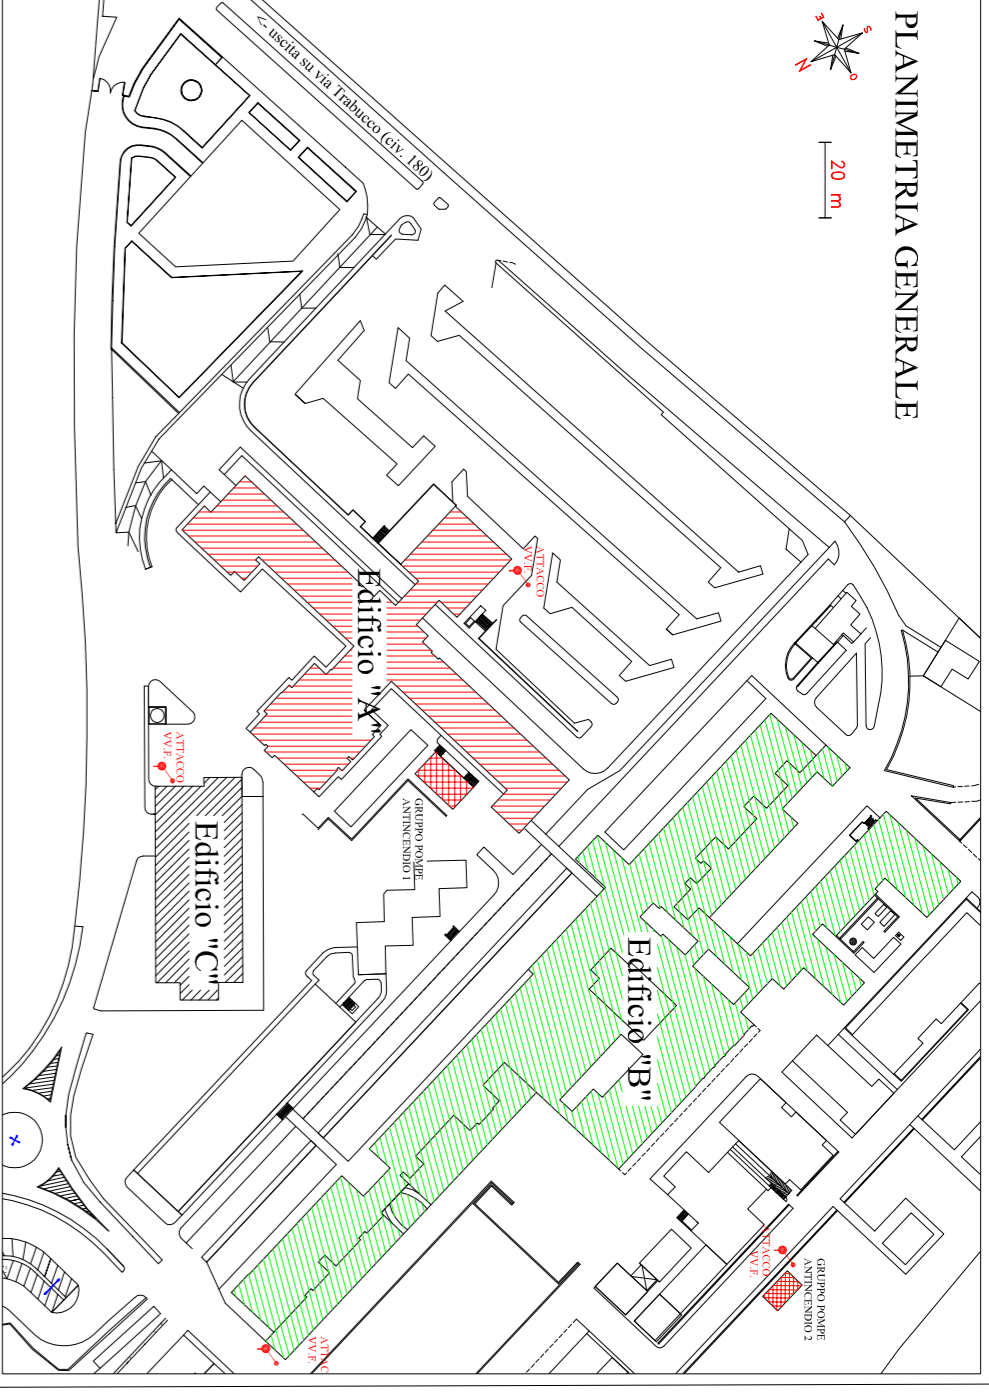 PLANIMETRIA GENERALE
E
S
N
O
20 m
<- uscita su via Trabucco (civ. 180)
ATTACCO
VV.F.
Edificio "A"
ATTACCO
VV.F.
GRUPPO POMPE
ANTINCENDIO 1
Edificio "C"
Edificio "B"
ATTACCO
VV.F.
GRUPPO POMPE
ANTINCENDIO 2
ATTAC
VV.F.